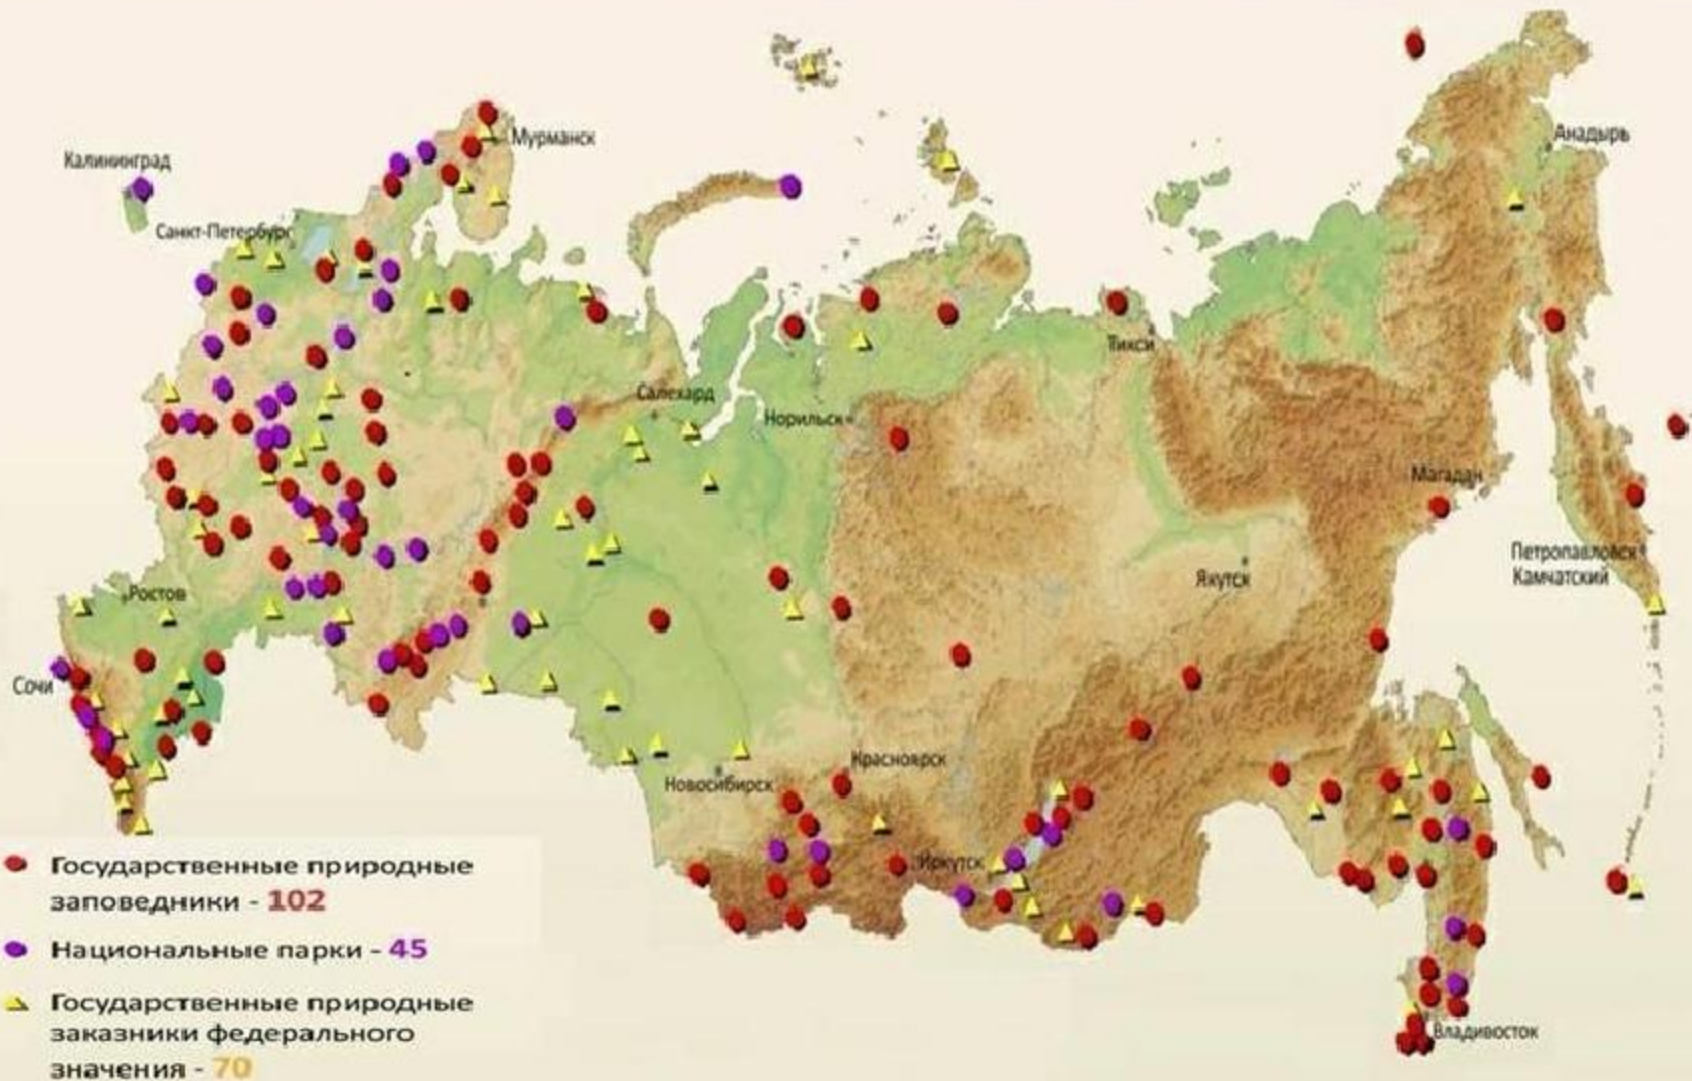 Мурманск
Анадырь
Калининград
Санкт-Петербург
Тикси
Салехард
Норильск
Магадан
Петропавловск
Камчатский
Якутск
Ростов
Сочи
Красноярск
Новосибирск
Иркутск
Владивосток
Государственные природные
заповедники - 102
Национальные парки - 45
Государственные природные
заказники федерального
значения - 70